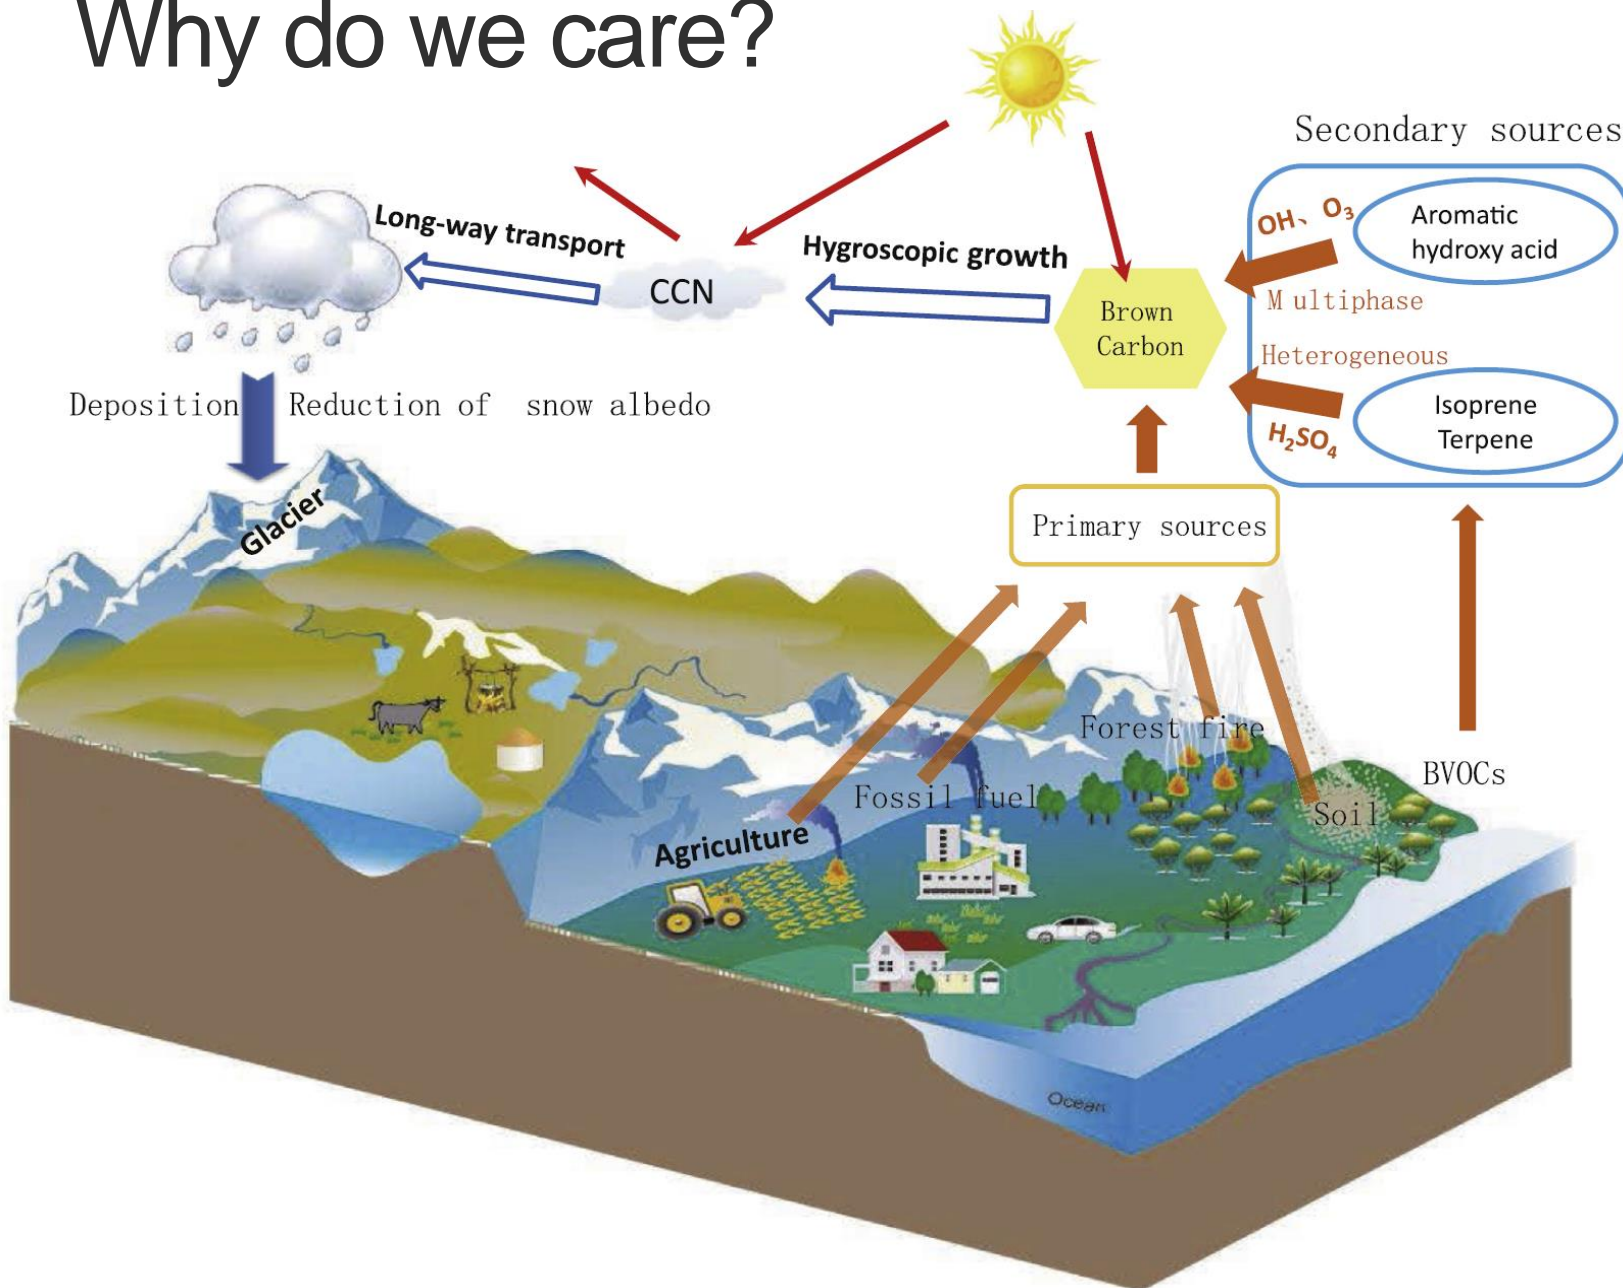 Why do we care?
Secondary sources
OH、O₃
Aromatic
hydroxy acid
Long-way transport
Hygroscopic growth
CCN
Brown
Carbon
M ultiphase
Heterogeneous
Isoprene
Terpene
H₂SO₄
Deposition
Reduction of snow albedo
Glacier
Primary sources
Forest fire
BVOCs
Fossil fuel
Soil
Agriculture
Ocean